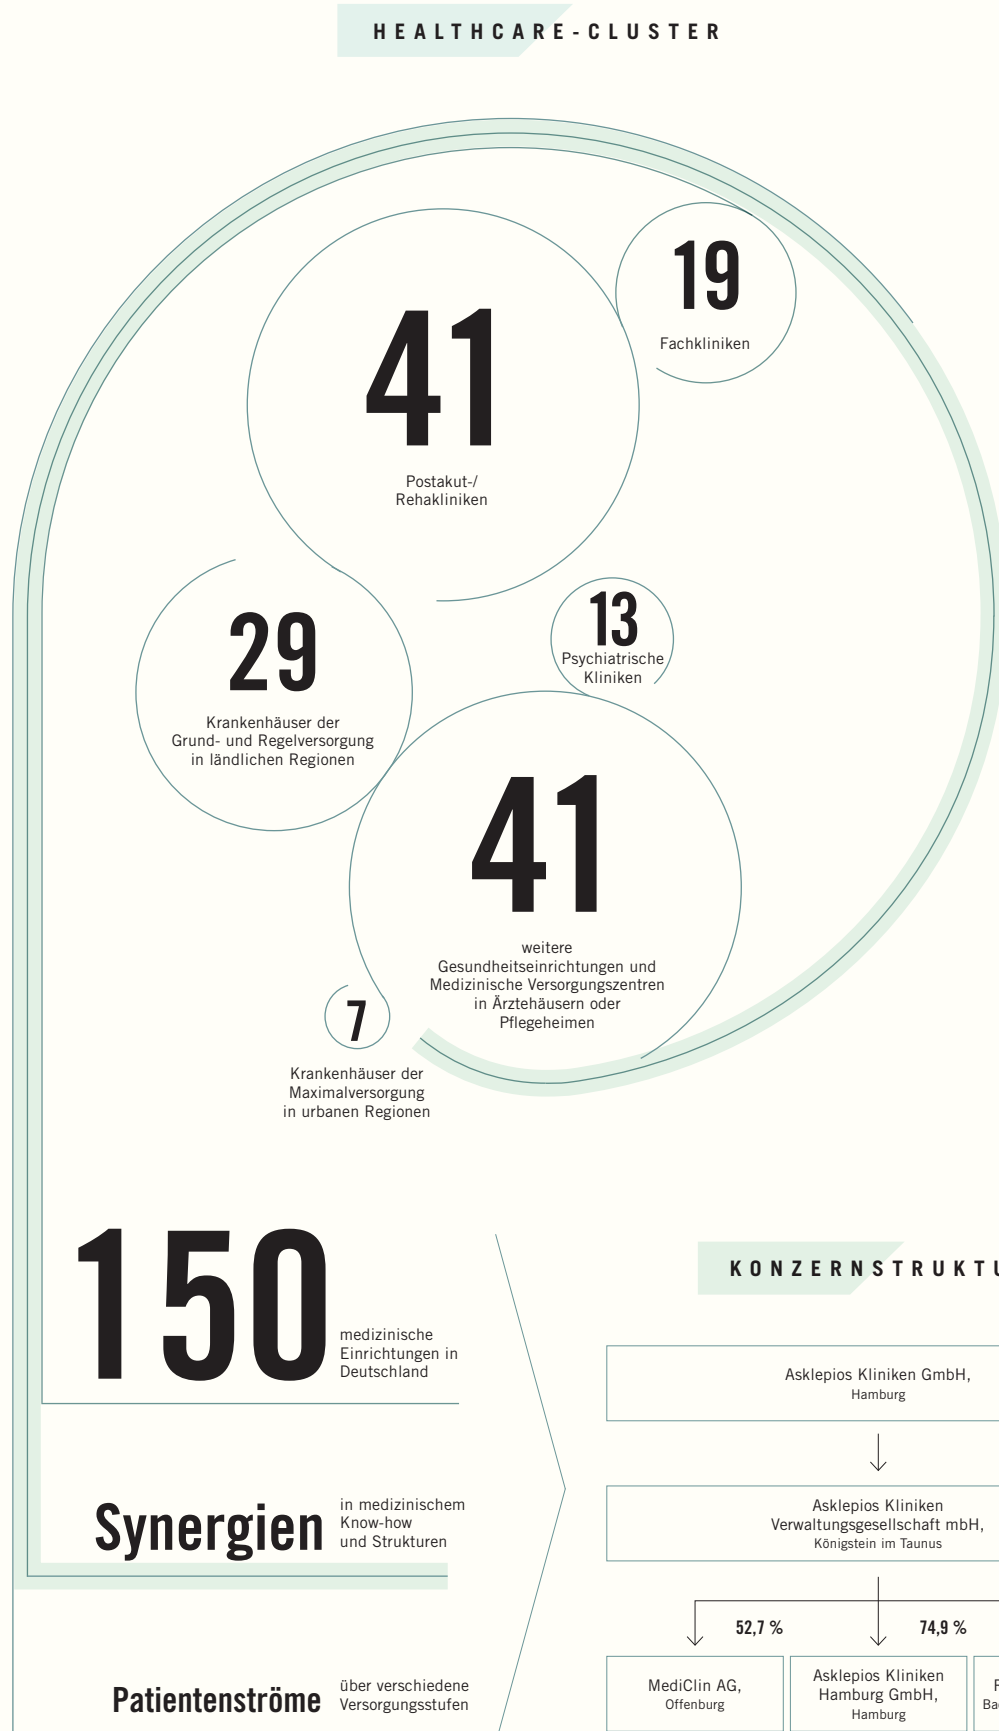 HEALTHCARE-CLUSTER
19
Fachkliniken
41
Postakut-/
Rehakliniken
13
Psychiatrische
Kliniken
29
Krankenhäuser der
Grund- und Regelversorgung
in ländlichen Regionen
41
weitere
Gesundheitseinrichtungen und
Medizinische Versorgungszentren
in Ärztehäusern oder
Pflegeheimen
7
Krankenhäuser der
Maximalversorgung
in urbanen Regionen
150
medizinische
Einrichtungen in
Deutschland
Synergien
in medizinischem
Know-how
und Strukturen
Patientenströme
über verschiedene
Versorgungsstufen
KONZERNSTRUKTU
Asklepios Kliniken GmbH,
Hamburg
Asklepios Kliniken
Verwaltungsgesellschaft mbH,
Königstein im Taunus
52,7 %
74,9 %
MediClin AG,
Offenburg
Asklepios Kliniken
Hamburg GmbH,
Hamburg